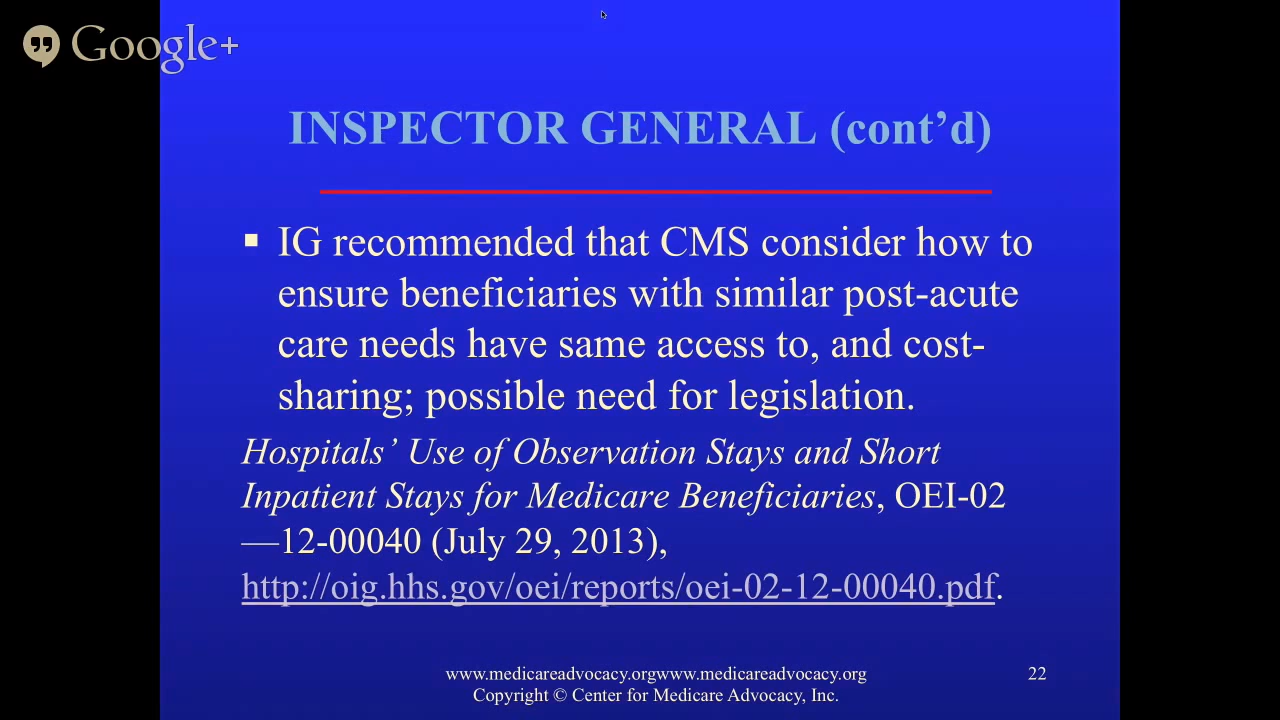 Google+
INSPECTOR GENERAL (cont’d)
▪ IG recommended that CMS consider how to
ensure beneficiaries with similar post-acute
care needs have same access to, and cost-
sharing; possible need for legislation.
Hospitals’ Use of Observation Stays and Short
Inpatient Stays for Medicare Beneficiaries, OEI-02
—12-00040 (July 29, 2013),
http://oig.hhs.gov/oei/reports/oei-02-12-00040.pdf.
www.medicareadvocacy.orgwww.medicareadvocacy.org
22
Copyright © Center for Medicare Advocacy, Inc.